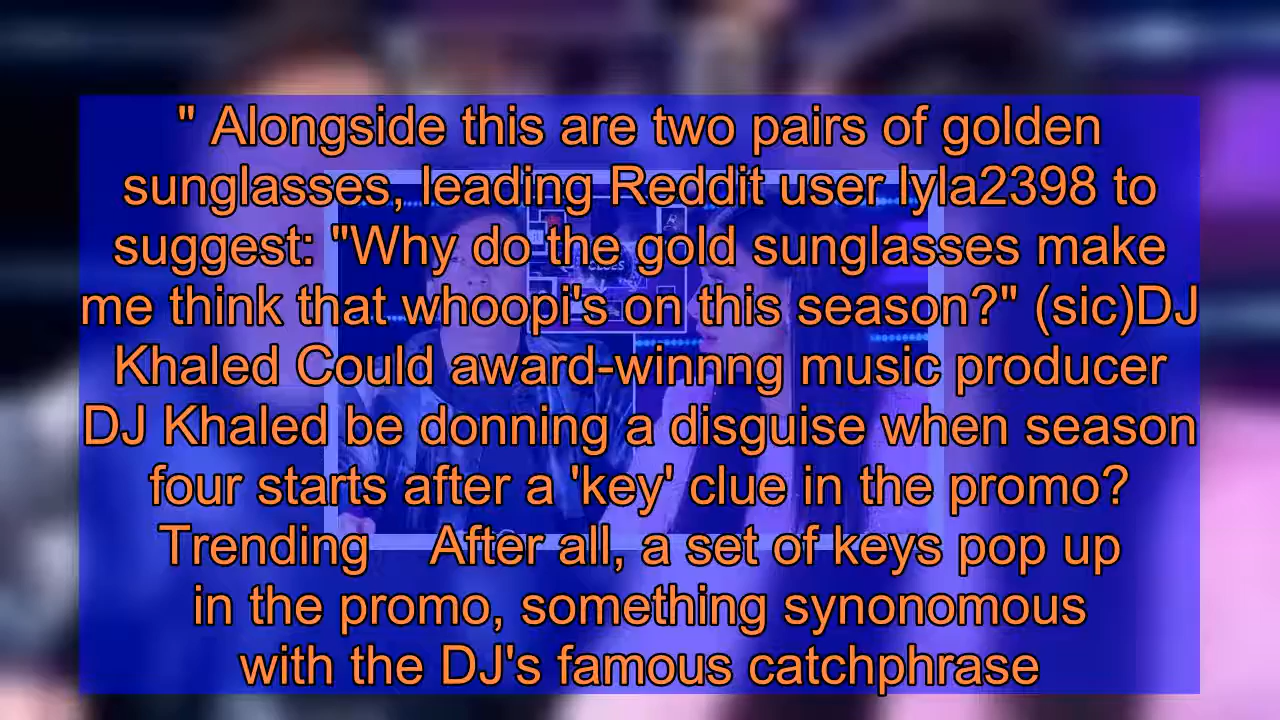 " Alongside this are two pairs of golden
sunglasses, leading Reddit user lyla2398 to
suggest: "Why do the gold sunglasses make
me think that whoopi's on this season?" (sic)DJ
Khaled Could award-winnng music producer
DJ Khaled be donning a disguise when season
four starts after a 'key' clue in the promo?
Trending    After all, a set of keys pop up
in the promo, something synonomous
with the DJ's famous catchphrase
CLUES